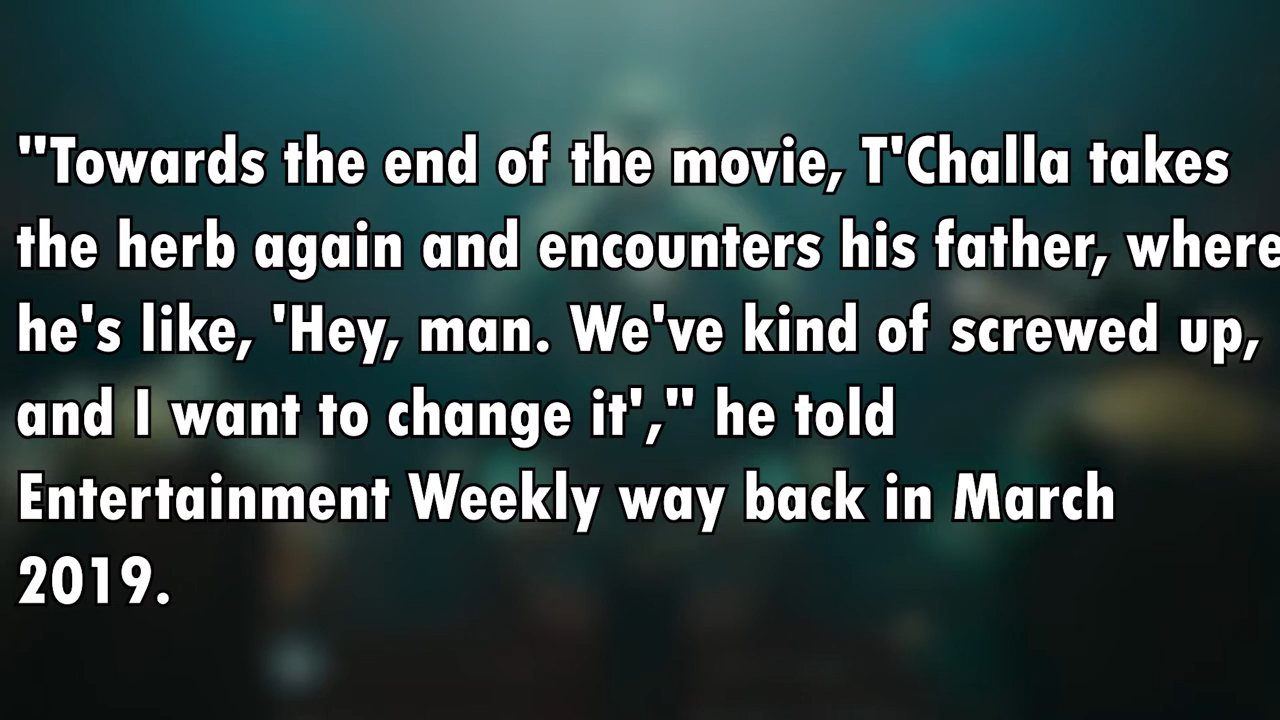 "Towards the end of the movie, T'Challa takes
the herb again and encounters his father, where
he's like, 'Hey, man. We've kind of screwed up,
and I want to change it'," he told
Entertainment Weekly way back in March
2019.